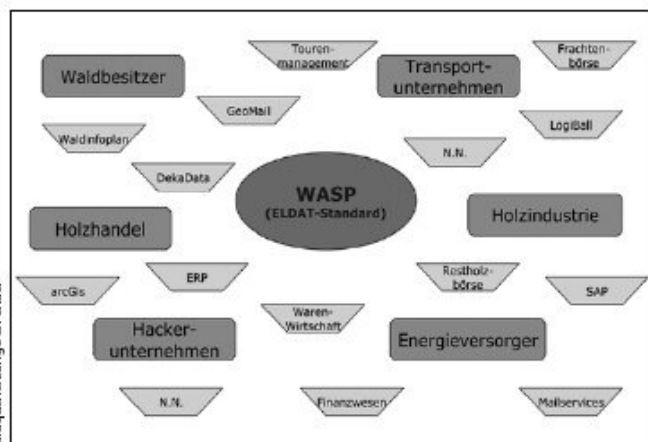 Touren-
management
Frachten-
börse
Waldbesitzer
Transport-
unternehmen
GeoMail
LogiBall
Waldinfoplan
N.N.
DekaData
WASP
(ELDAT-Standard)
Holzhandel
Holzindustrie
arcGis
ERP
Restholz-
börse
SAP
Waren-
Wirtschaft
Hacker-
unternehmen
Energieversorger
N.N.
Finanzwesen
Mailservices